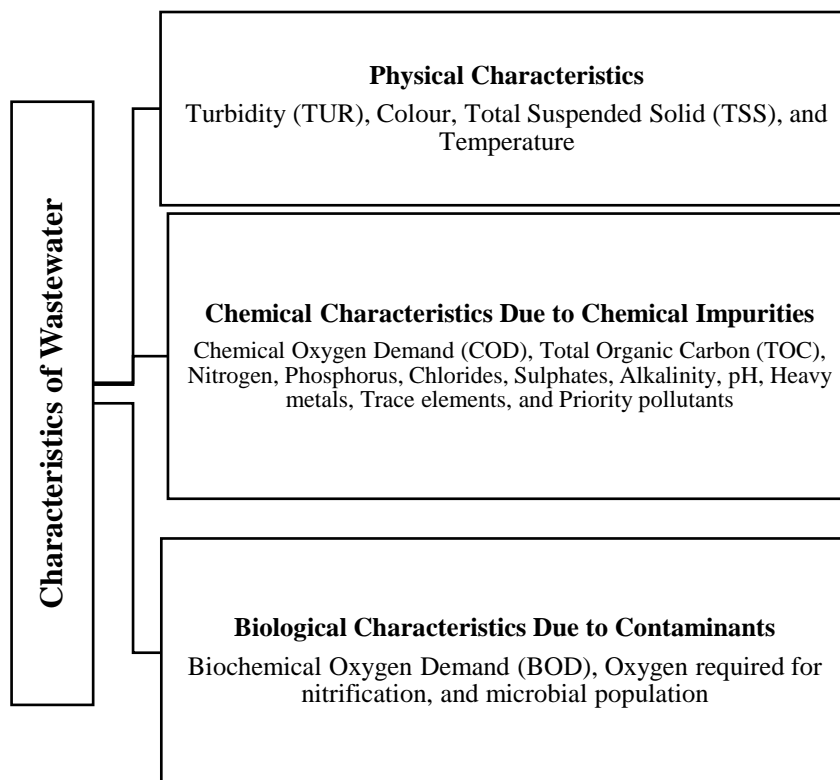 Characteristics of Wastewater
Physical Characteristics
Turbidity (TUR), Colour, Total Suspended Solid (TSS), and
Temperature
Chemical Characteristics Due to Chemical Impurities
Chemical Oxygen Demand (COD), Total Organic Carbon (TOC),
Nitrogen, Phosphorus, Chlorides, Sulphates, Alkalinity, pH, Heavy
metals, Trace elements, and Priority pollutants
Biological Characteristics Due to Contaminants
Biochemical Oxygen Demand (BOD), Oxygen required for
nitrification, and microbial population